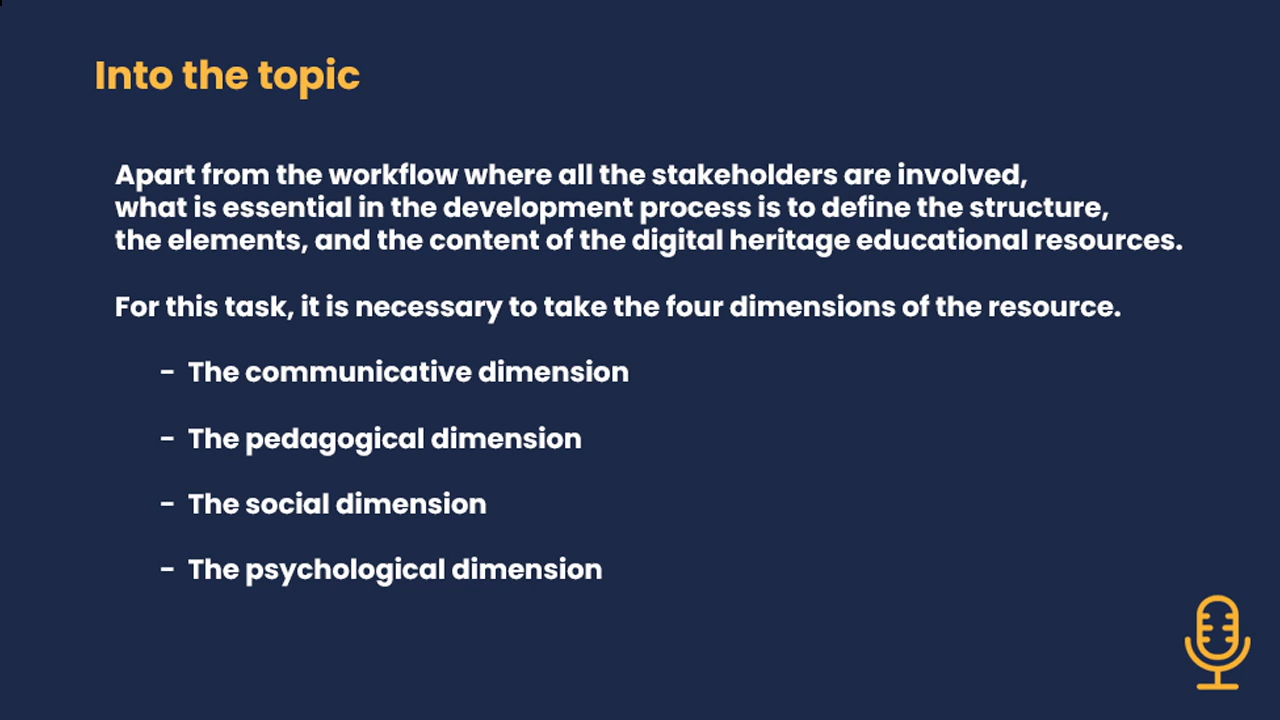 Into the topic
Apart from the workflow where all the stakeholders are involved,
what is essential in the development process is to define the structure,
the elements, and the content of the digital heritage educational resources.
For this task, it is necessary to take the four dimensions of the resource.
- The communicative dimension
- The pedagogical dimension
- The social dimension
- The psychological dimension